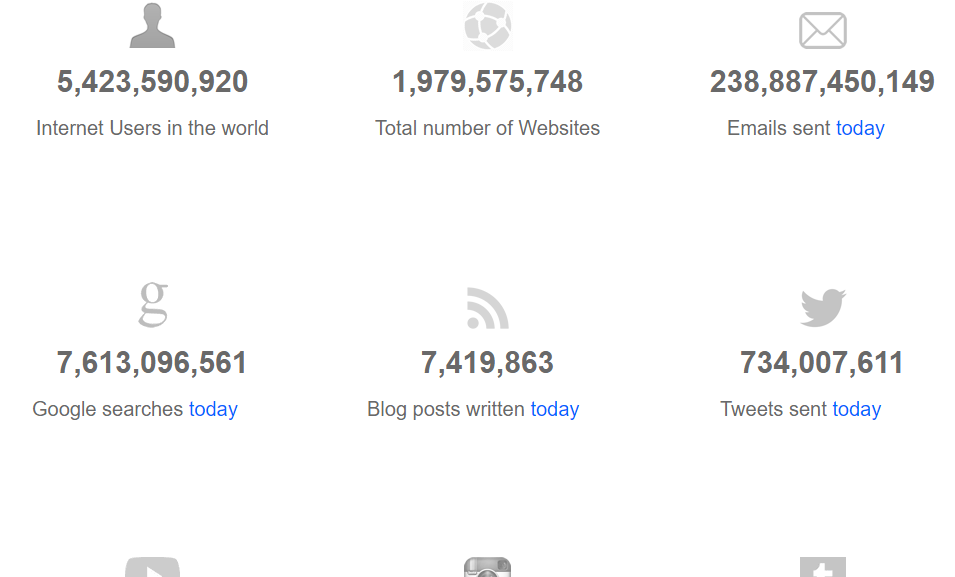 5,423,590,920
Internet Users in the world
1,979,575,748
Total number of Websites
238,887,450,149
Emails sent today
7,613,096,561
Google searches today
7,419,863
Blog posts written today
734,007,611
Tweets sent today